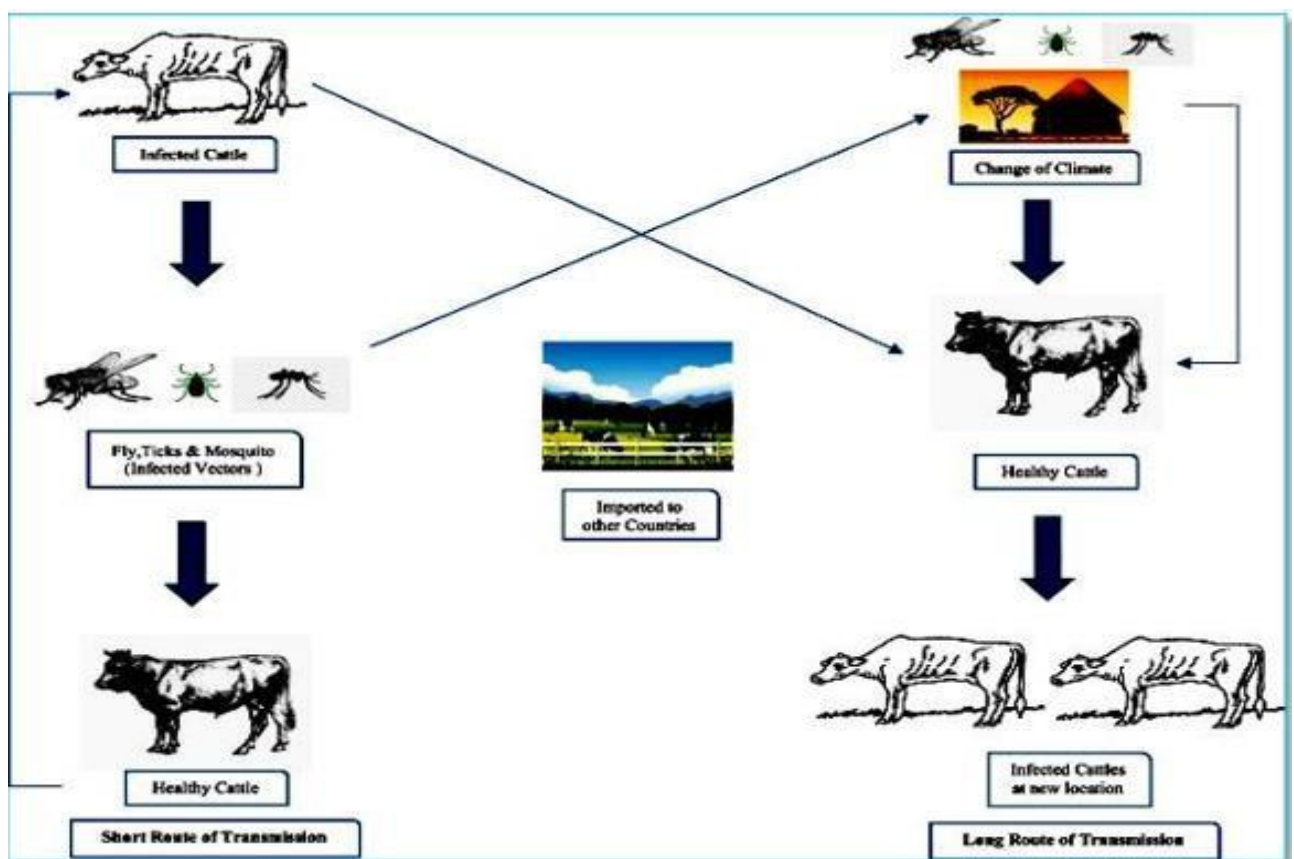 Infected Cattle
Change of Climate
Fly,Ticks & Mosquito
(Infected Vectors )
Imported to
other Countries
Healthy Cattle
Healthy Cattle
Infected Cattles
at new location
Short Route of Transmission
Long Route of Transmission